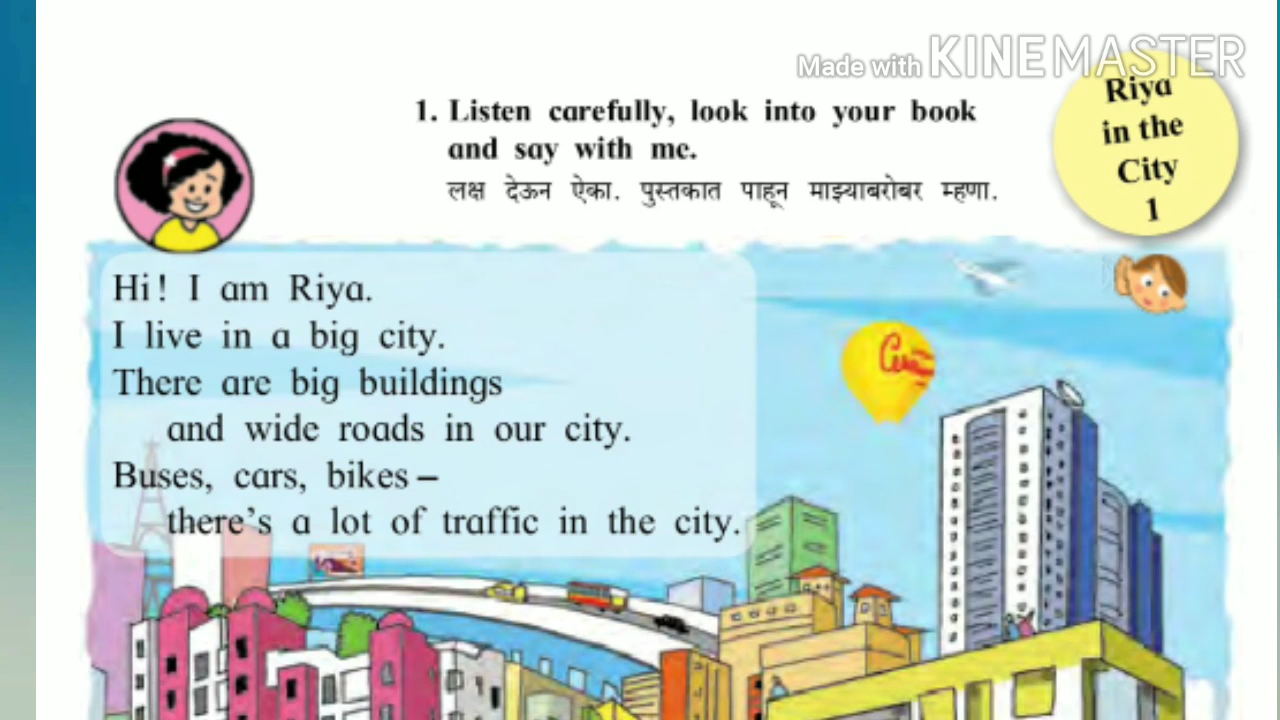 Made with KINEMASTER
Riya
in the
City
1
1. Listen carefully, look into your book
and say with me.
लक्ष देऊन ऐका. पुस्तकात पाहून माझ्याबरोबर म्हणा.
Hi! I am Riya.
I live in a big city.
There are big buildings
and wide roads in our city.
Buses, cars, bikes –
there's a lot of traffic in the city.